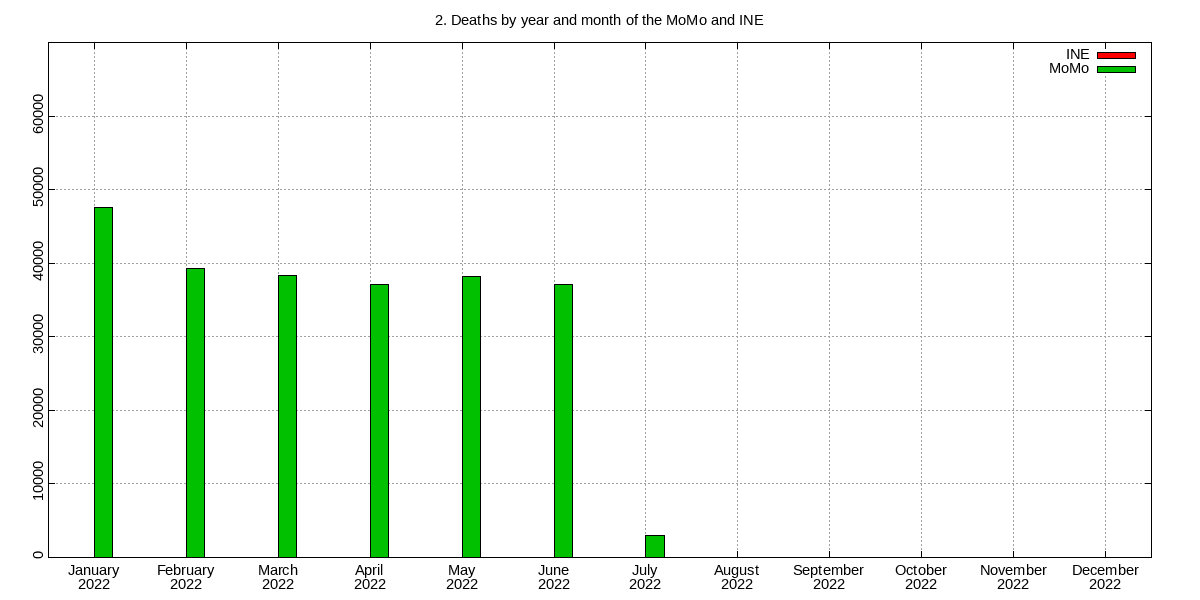 2. Deaths by year and month of the MoMo and INE
INE
MoMo
60000
50000
40000
30000
20000
10000
0
January February March April May June July August September October November December
2022 2022 2022 2022 2022 2022 2022 2022 2022 2022 2022 2022